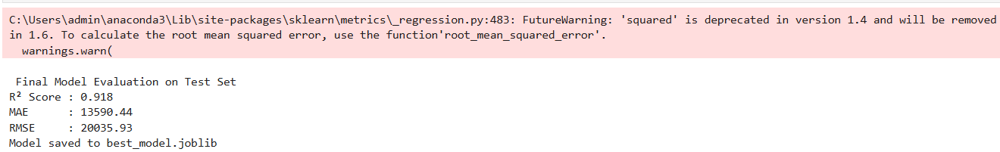 C:\Users\admin\anaconda3\Lib\site-packages\sklearn\metrics\_regression.py:483: FutureWarning: 'squared' is deprecated in version 1.4 and will be removed
in 1.6. To calculate the root mean squared error, use the function'root_mean_squared_error'.
  warnings.warn(
Final Model Evaluation on Test Set
R² Score : 0.918
MAE      : 13590.44
RMSE     : 20035.93
Model saved to best_model.joblib